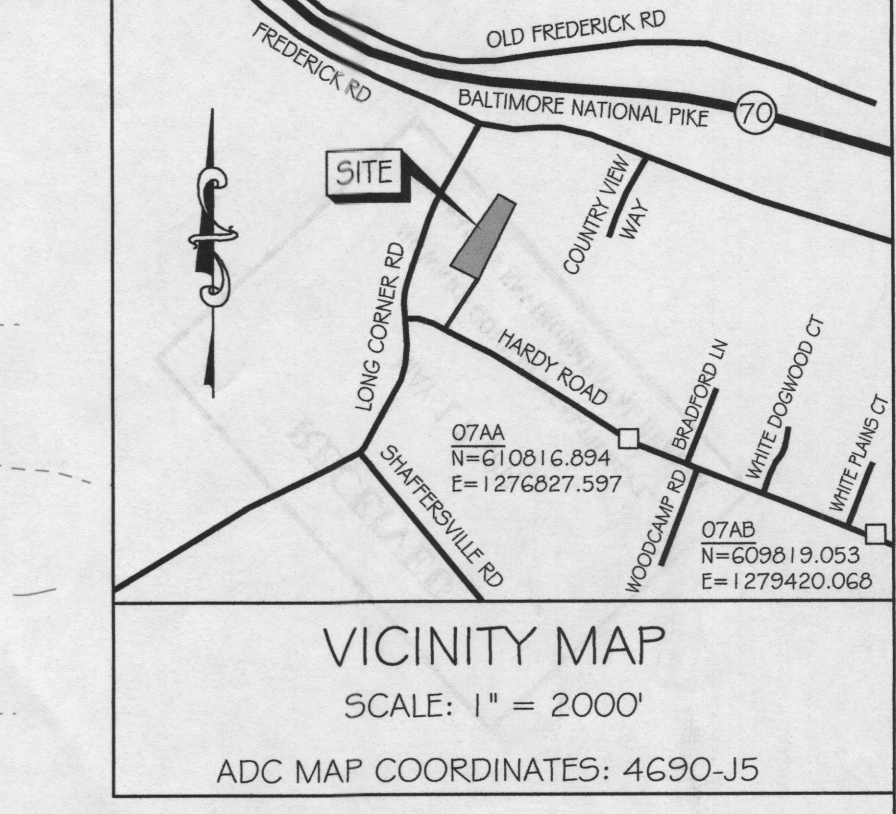 OLD FREDERICK RD
FREDERICK RD
BALTIMORE NATIONAL PIKE
70
SITE
COUNTRY VIEW
WAY
LONG CORNER RD
HARDY ROAD
BRADFORD LN
WHITE DOGWOOD CT
WHITE PLAINS CT
07AA
N=610816.894
E=1276827.597
SHAFFERSVILLE RD
WOODCAMP RD
07AB
N=609819.053
E=1279420.068
VICINITY MAP
SCALE: 1" = 2000'
ADC MAP COORDINATES: 4690-J5
RECEIVED